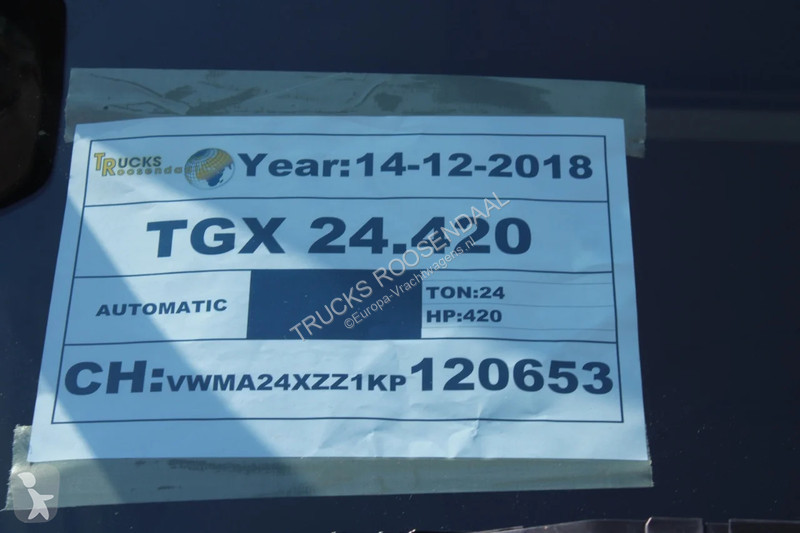 TRUCKS
Roosendaal
Year:14-12-2018
TGX 24.420
AUTOMATIC
TON:24
HP:420
CH:VWMA24XZZ1KP120653
TRUCKS ROOSENDAAL
©Europa-Vrachtwagens.nl